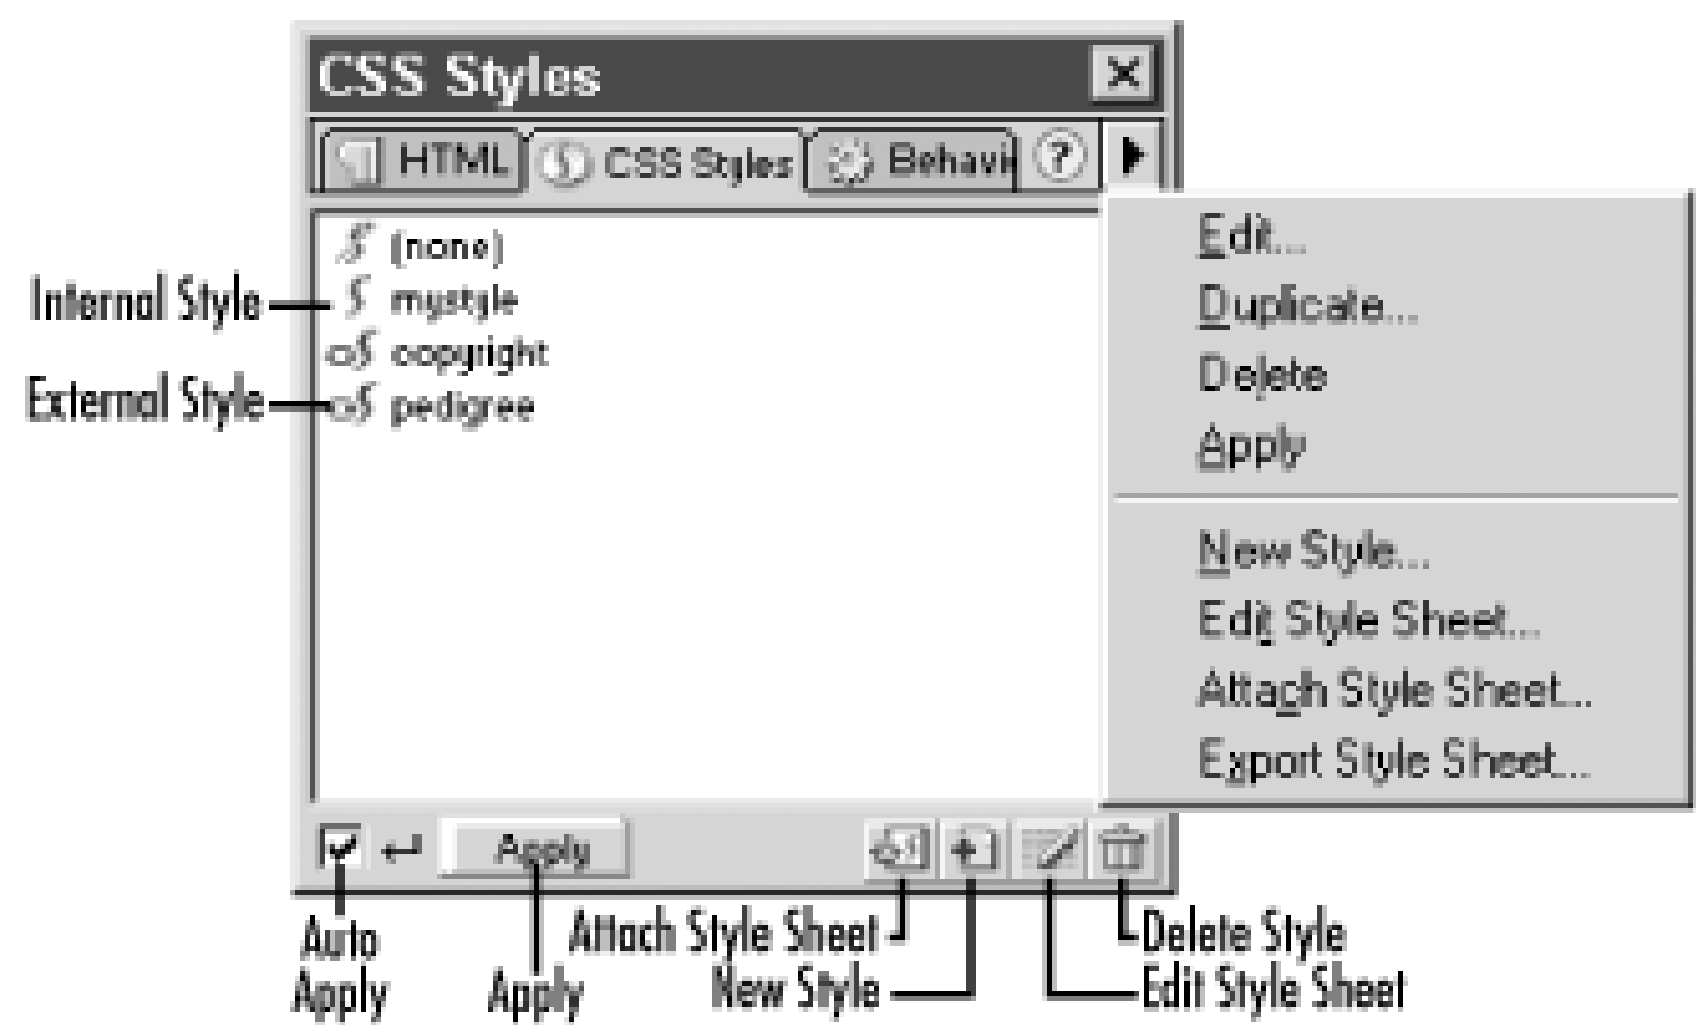 CSS Styles
HTML CSS Styles Behavi ?
(none)
Internal Style mystyle
copyright
External Style pedigree
Edit...
Duplicate...
Delete
Apply
New Style...
Edit Style Sheet...
Attach Style Sheet...
Export Style Sheet...
Apply
Auto
Apply
Apply
Attach Style Sheet
New Style
Delete Style
Edit Style Sheet